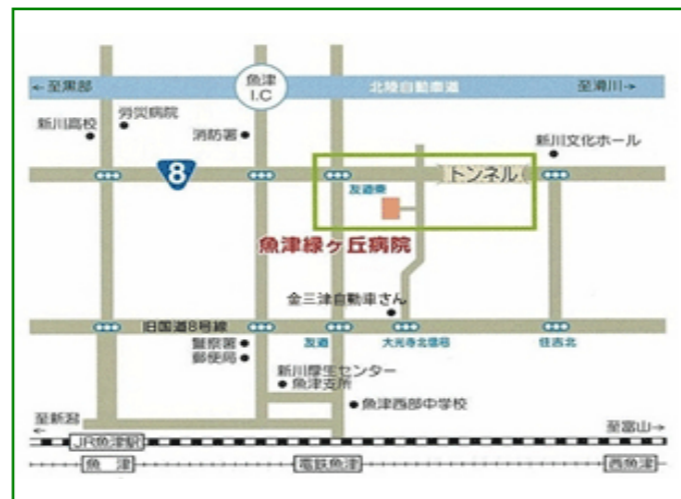 魚津
I.C
←至黒部
北陸自動車道
至滑川→
新川高校
労災病院
消防署
新川文化ホール
8
トンネル
友道東
魚津緑ヶ丘病院
金三津自動車さん
旧国道8号線
友道
大光寺北信号
住吉北
警察署
郵便局
新川厚生センター
魚津支所
魚津西部中学校
至新潟
←
至富山→
JR魚津駅
魚 津
電鉄魚津
西魚津